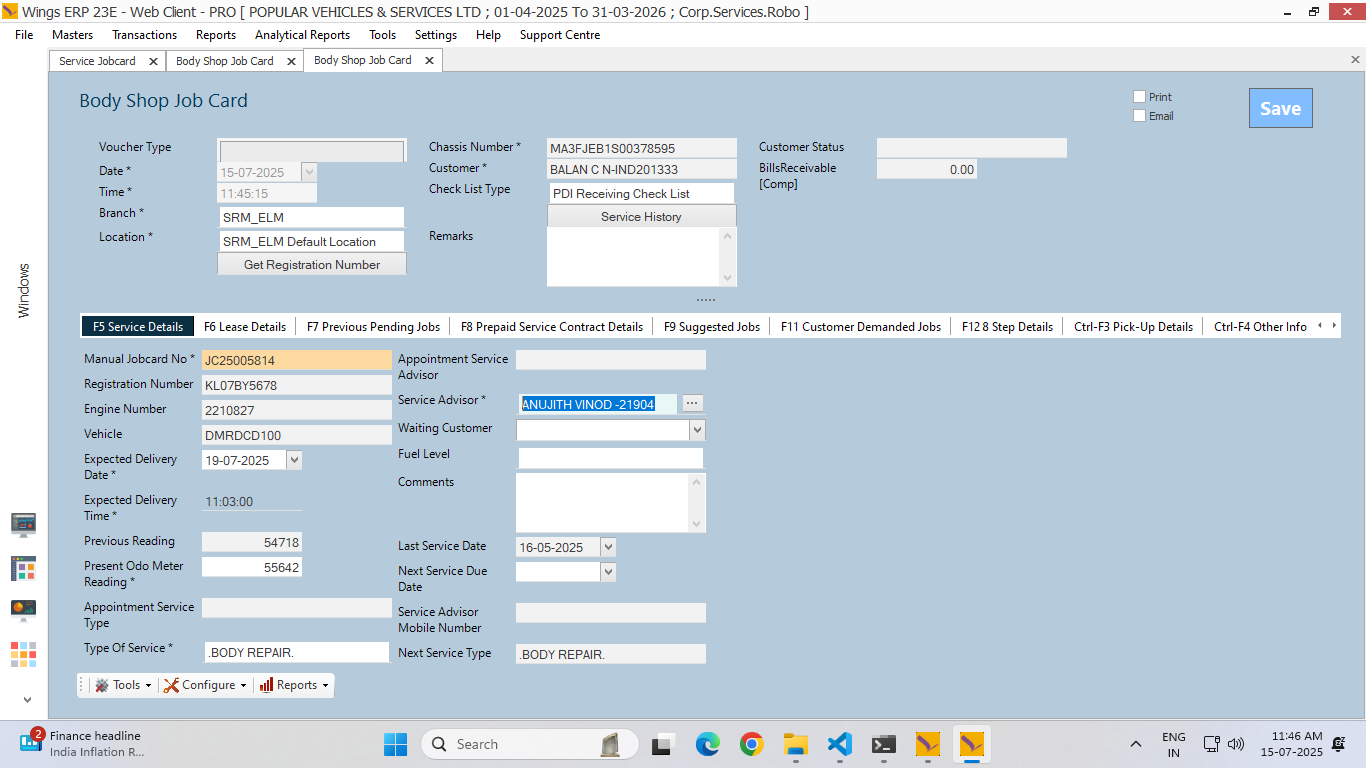 Wings ERP 23E - Web Client - PRO [ POPULAR VEHICLES & SERVICES LTD ; 01-04-2025 To 31-03-2026 ; Corp.Services.Robo ]
File Masters Transactions Reports Analytical Reports Tools Settings Help Support Centre
Service Jobcard Body Shop Job Card Body Shop Job Card
Body Shop Job Card
Print
Email
Save
Voucher Type
Date *
15-07-2025
Time *
11:45:15
Branch *
SRM_ELM
Location *
SRM_ELM Default Location
Get Registration Number
Chassis Number *
MA3FJEB1S00378595
Customer *
BALAN C N-IND201333
Check List Type
PDI Receiving Check List
Service History
Remarks
Customer Status
BillsReceivable
[Comp]
0.00
Windows
F5 Service Details F6 Lease Details F7 Previous Pending Jobs F8 Prepaid Service Contract Details F9 Suggested Jobs F11 Customer Demanded Jobs F12 8 Step Details Ctrl-F3 Pick-Up Details Ctrl-F4 Other Info
Manual Jobcard No *
JC25005814
Registration Number
KL07BY5678
Engine Number
2210827
Vehicle
DMRDCD100
Expected Delivery
Date *
19-07-2025
Expected Delivery
Time *
11:03:00
Previous Reading
54718
Present Odo Meter
Reading *
55642
Appointment Service
Type
Type Of Service *
.BODY REPAIR.
Appointment Service
Advisor
Service Advisor *
ANUJITH VINOD -21904
...
Waiting Customer
Fuel Level
Comments
Last Service Date
16-05-2025
Next Service Due
Date
Service Advisor
Mobile Number
Next Service Type
.BODY REPAIR.
Tools Configure Reports
2
Finance headline
India Inflation R...
Search
ENG
IN
11:46 AM
15-07-2025